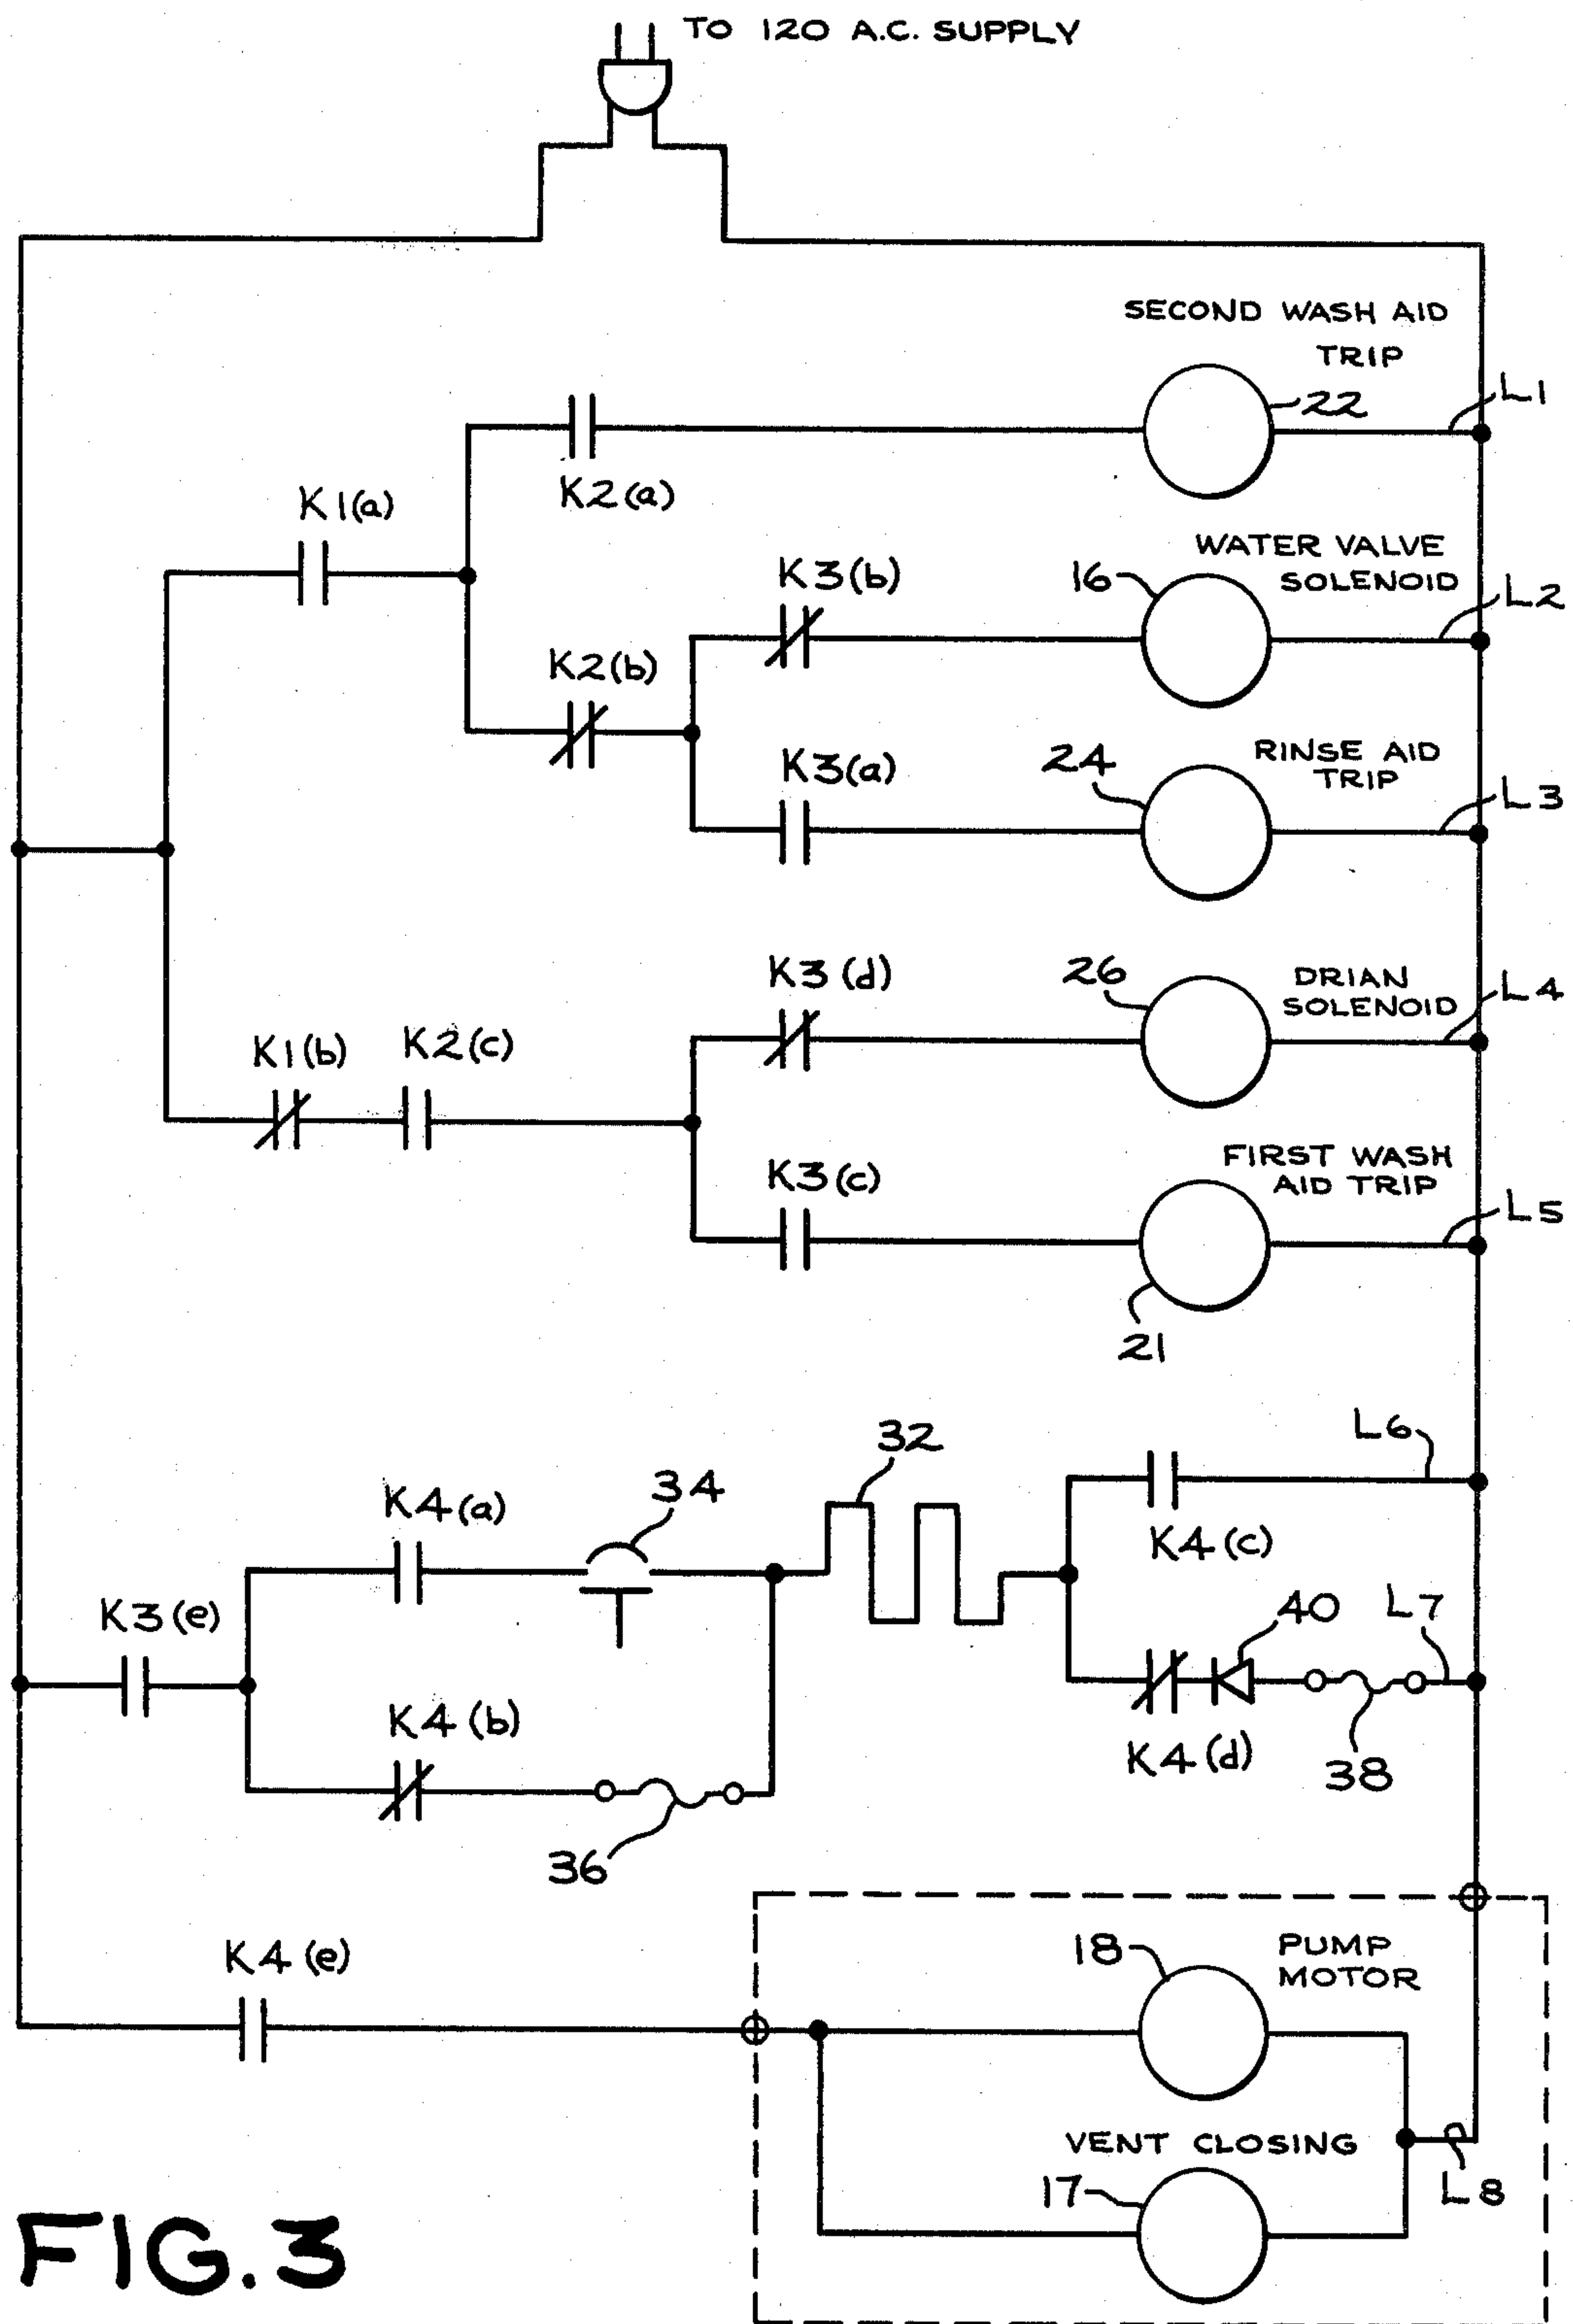 TO 120 A.C. SUPPLY
SECOND WASH AID
TRIP
22
L1
K2(a)
K1(a)
WATER VALVE
SOLENOID
16
L2
K3(b)
K2(b)
RINSE AID
TRIP
24
L3
K3(a)
K3(d)
26
DRIAN
SOLENOID
L4
K1(b)
K2(c)
FIRST WASH
AID TRIP
K3(c)
L5
21
32
L6
34
K4(a)
K4(c)
K3(e)
40
L7
K4(b)
K4(d)
38
36
K4(e)
18
PUMP
MOTOR
VENT CLOSING
17
L8
FIG.3